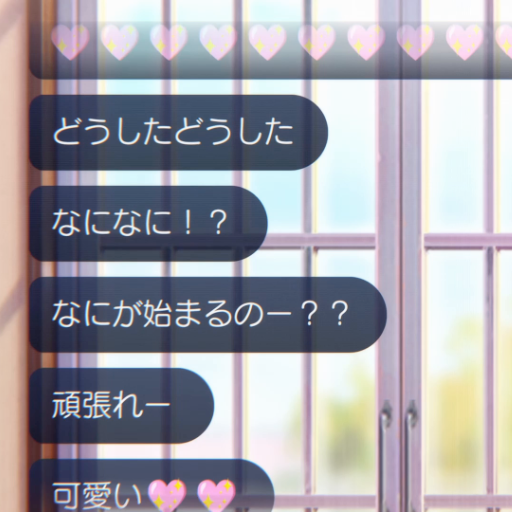 💖💖💖💖💖💖💖💖💖💖
どうしたどうした
なになに！？
なにが始まるのー？？
頑張れー
可愛い💖💖